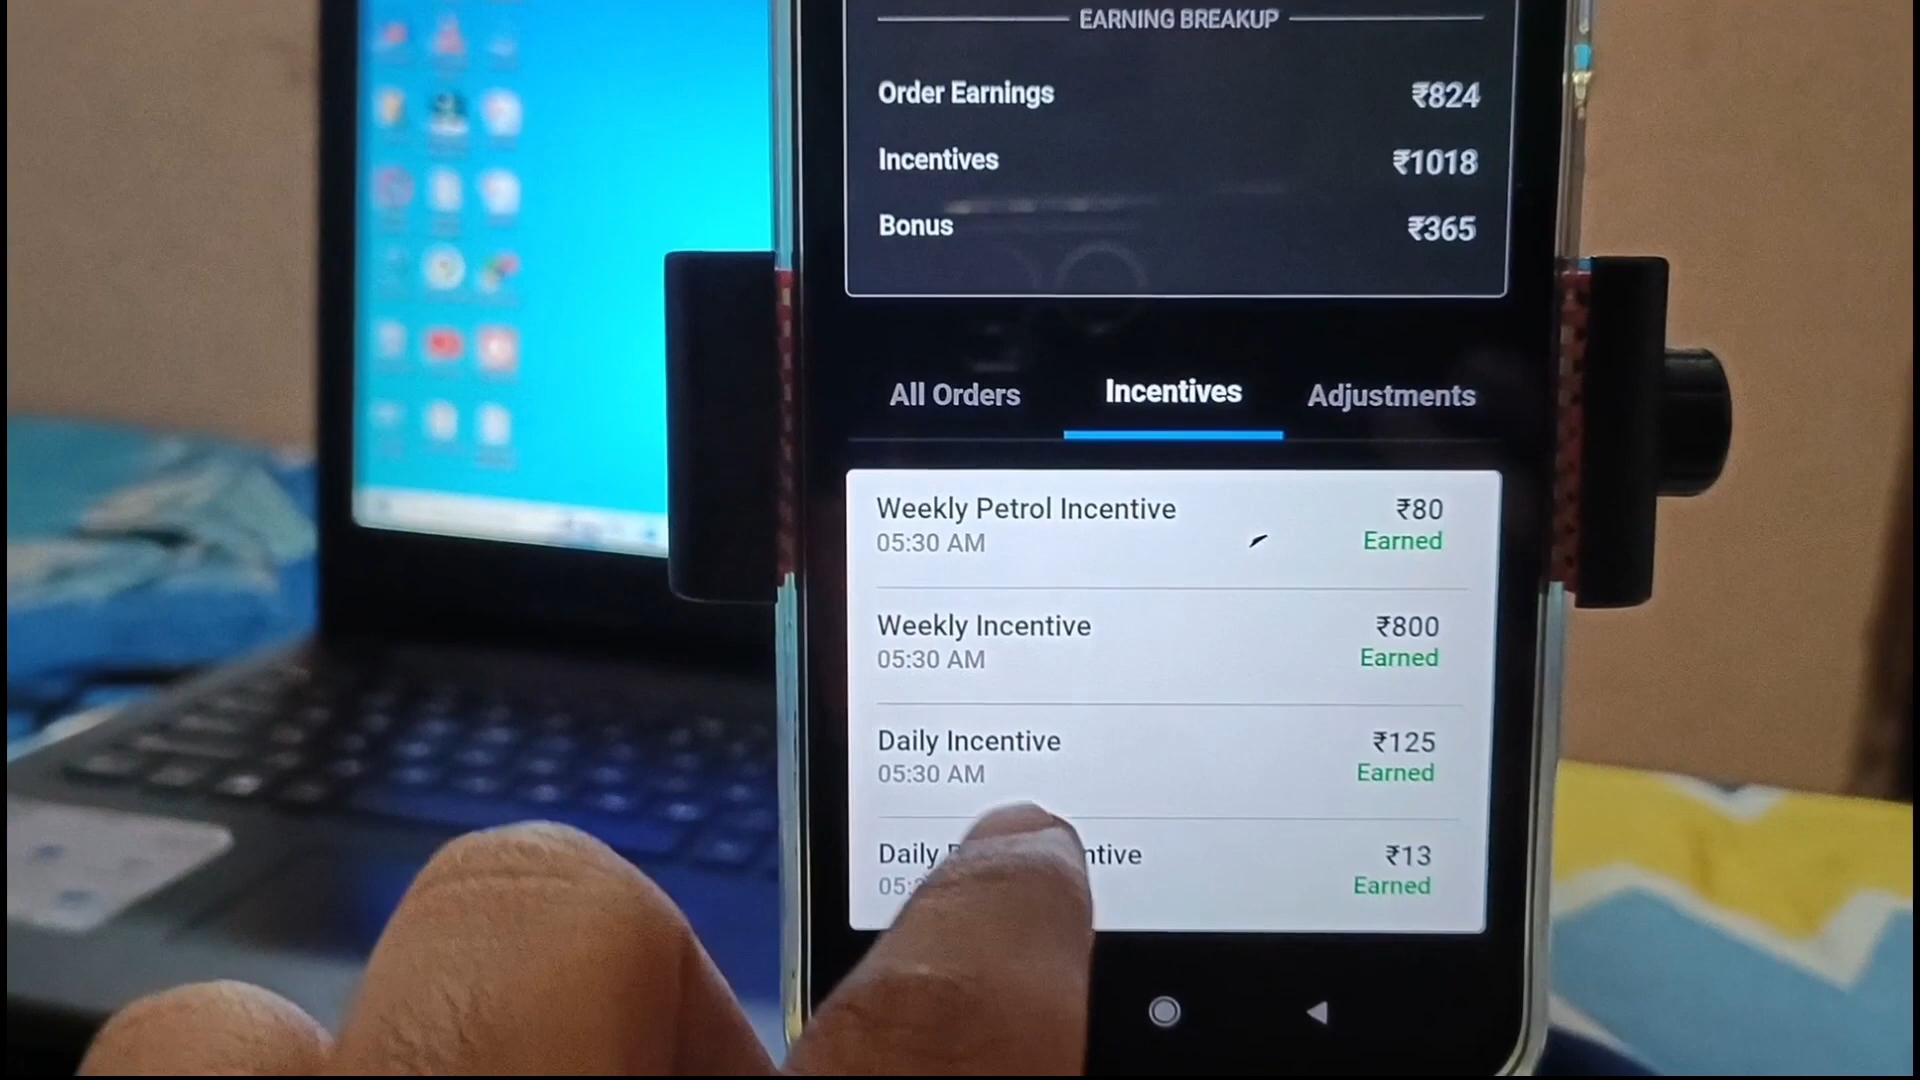 EARNING BREAKUP
Order Earnings ₹824
Incentives ₹1018
Bonus ₹365
All Orders Incentives Adjustments
Weekly Petrol Incentive ₹80
05:30 AM Earned
Weekly Incentive ₹800
05:30 AM Earned
Daily Incentive ₹125
05:30 AM Earned
Daily ₹13
Earned